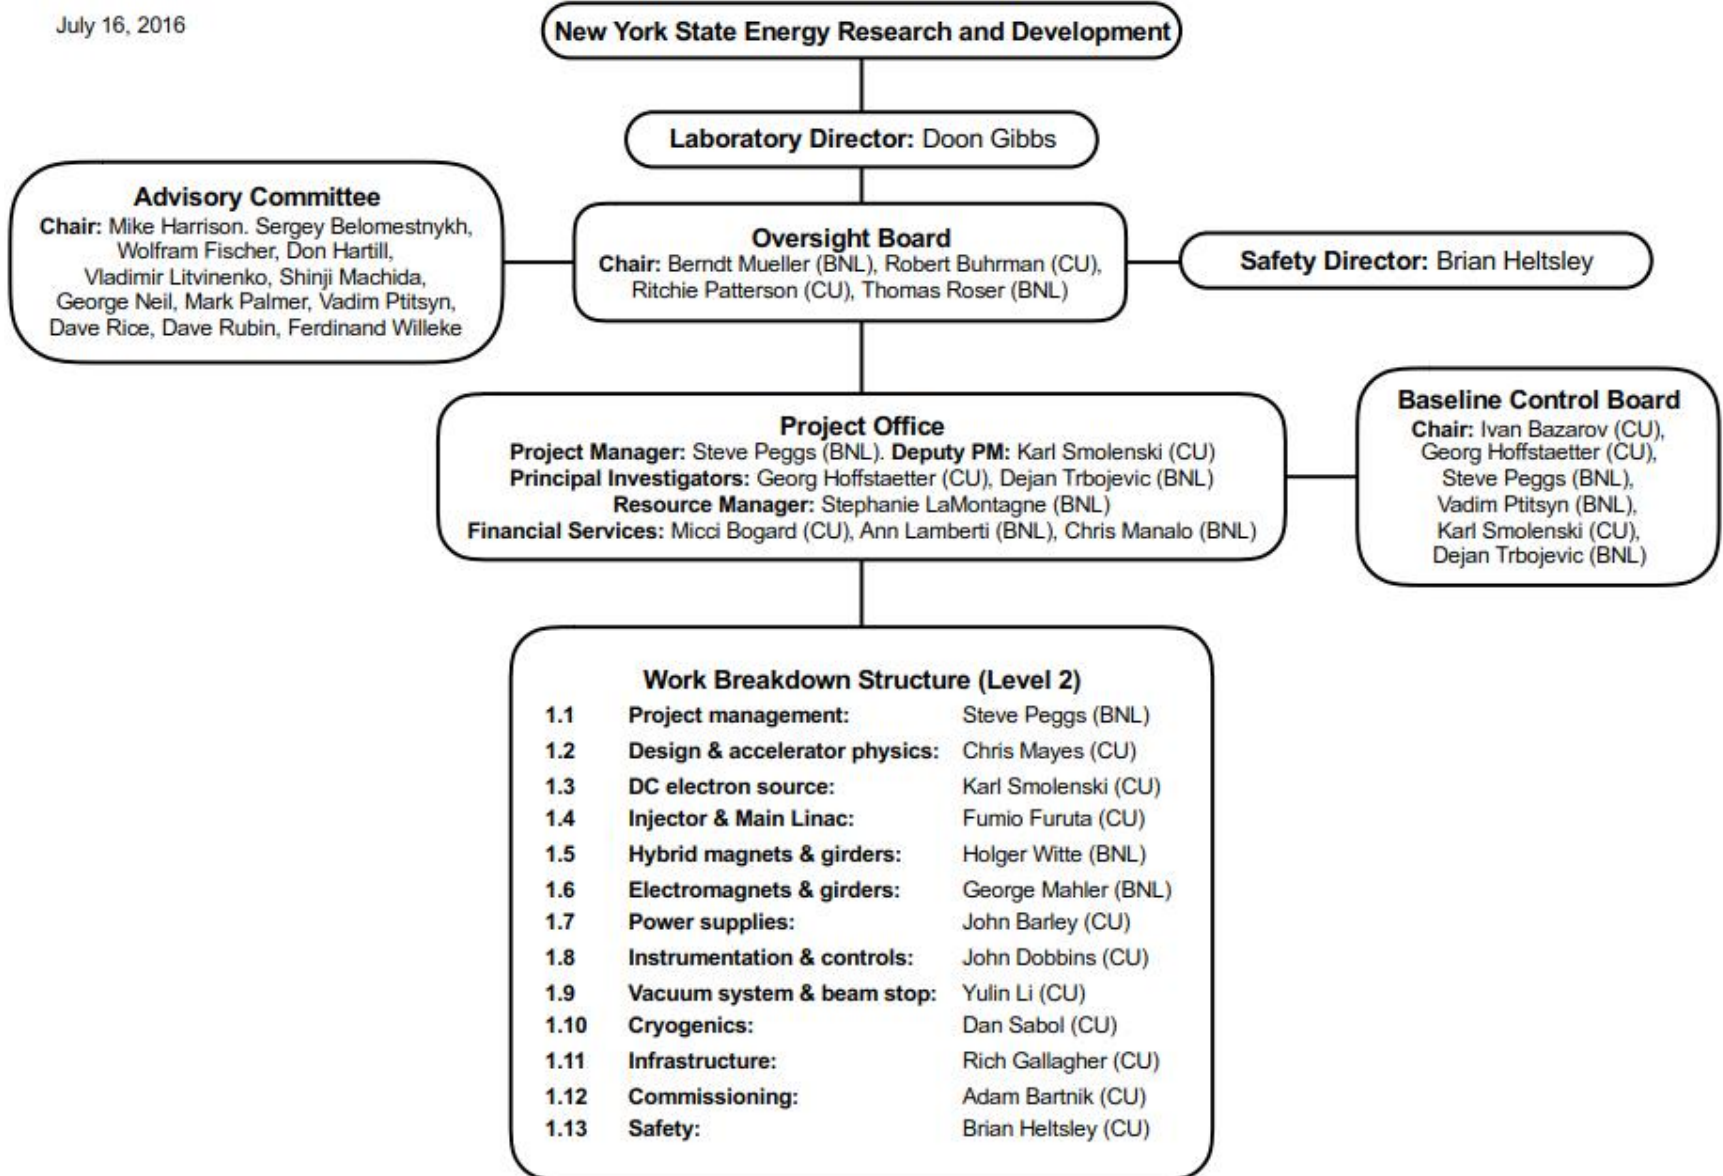 July 16, 2016
New York State Energy Research and Development
Laboratory Director: Doon Gibbs
Advisory Committee
Chair: Mike Harrison. Sergey Belomestnykh,
Wolfram Fischer, Don Hartill,
Vladimir Litvinenko, Shinji Machida,
George Neil, Mark Palmer, Vadim Ptitsyn,
Dave Rice, Dave Rubin, Ferdinand Willeke
Oversight Board
Chair: Berndt Mueller (BNL), Robert Buhrman (CU),
Ritchie Patterson (CU), Thomas Roser (BNL)
Safety Director: Brian Heltsley
Project Office
Project Manager: Steve Peggs (BNL). Deputy PM: Karl Smolenski (CU)
Principal Investigators: Georg Hoffstaetter (CU), Dejan Trbojevic (BNL)
Resource Manager: Stephanie LaMontagne (BNL)
Financial Services: Micci Bogard (CU), Ann Lamberti (BNL), Chris Manalo (BNL)
Baseline Control Board
Chair: Ivan Bazarov (CU),
Georg Hoffstaetter (CU),
Steve Peggs (BNL),
Vadim Ptitsyn (BNL),
Karl Smolenski (CU),
Dejan Trbojevic (BNL)
Work Breakdown Structure (Level 2)
1.1 Project management: Steve Peggs (BNL)
1.2 Design & accelerator physics: Chris Mayes (CU)
1.3 DC electron source: Karl Smolenski (CU)
1.4 Injector & Main Linac: Fumio Furuta (CU)
1.5 Hybrid magnets & girders: Holger Witte (BNL)
1.6 Electromagnets & girders: George Mahler (BNL)
1.7 Power supplies: John Barley (CU)
1.8 Instrumentation & controls: John Dobbins (CU)
1.9 Vacuum system & beam stop: Yulin Li (CU)
1.10 Cryogenics: Dan Sabol (CU)
1.11 Infrastructure: Rich Gallagher (CU)
1.12 Commissioning: Adam Bartnik (CU)
1.13 Safety: Brian Heltsley (CU)